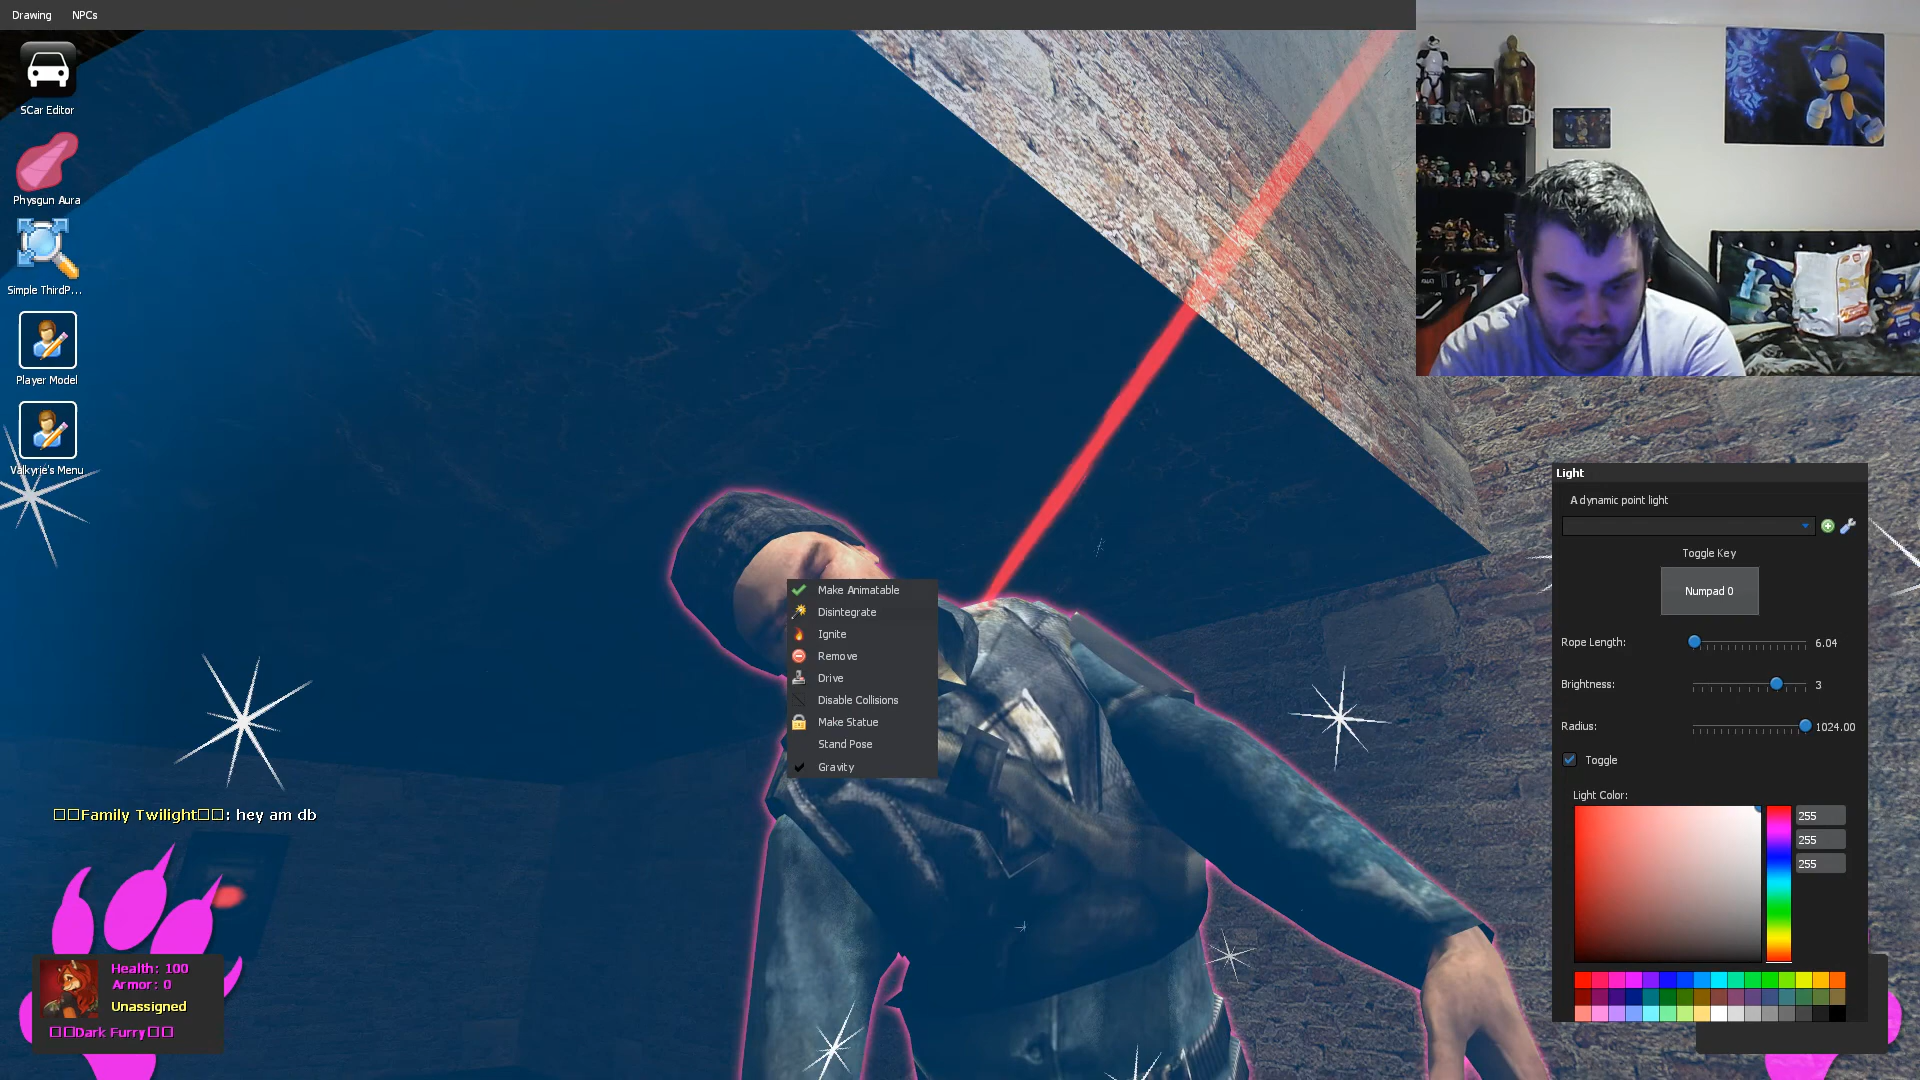 Drawing NPCs
SCar Editor
Physgun Aura
Simple ThirdP...
Player Model
Valkyrie's Menu
Make Animatable
Disintegrate
Ignite
Remove
Drive
Disable Collisions
Make Statue
Stand Pose
Gravity
Family Twilight: hey am db
Health: 100
Armor: 0
Unassigned
Dark Furry
Light
A dynamic point light
Toggle Key
Numpad 0
Rope Length: 6.04
Brightness: 3
Radius: 1024.00
Toggle
Light Color:
255
255
255